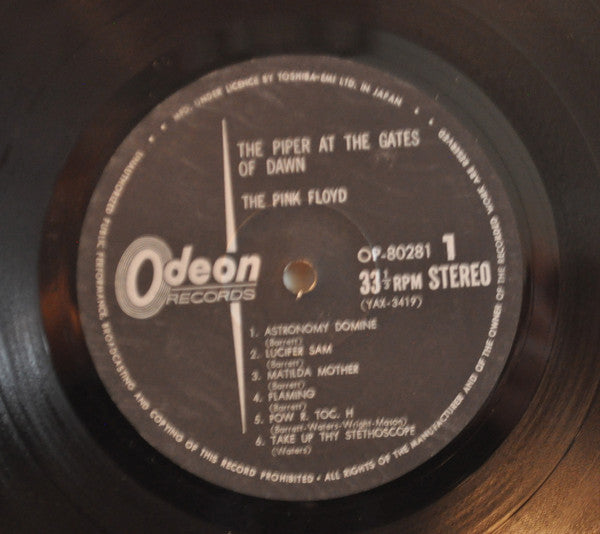 MFD. UNDER LICENCE BY TOSHIBA-EMI LTD. IN JAPAN
THE PIPER AT THE GATES
OF DAWN
THE PINK FLOYD
Odeon
RECORDS
OP-80281 1
33 1/3 RPM STEREO
(YAX-3419)
1. ASTRONOMY DOMINE
(Barrett)
2. LUCIFER SAM
(Barrett)
3. MATILDA MOTHER
(Barrett)
4. FLAMING
(Barrett)
5. POW R. TOC. H
(Barrett-Waters-Wright-Mason)
6. TAKE UP THY STETHOSCOPE
(Waters)
UNAUTHORIZED PUBLIC PERFORMANCE, BROADCASTING AND COPYING OF THIS RECORD PROHIBITED • ALL RIGHTS OF THE MANUFACTURER AND OF THE OWNER OF THE RECORDED WORK ARE RESERVED